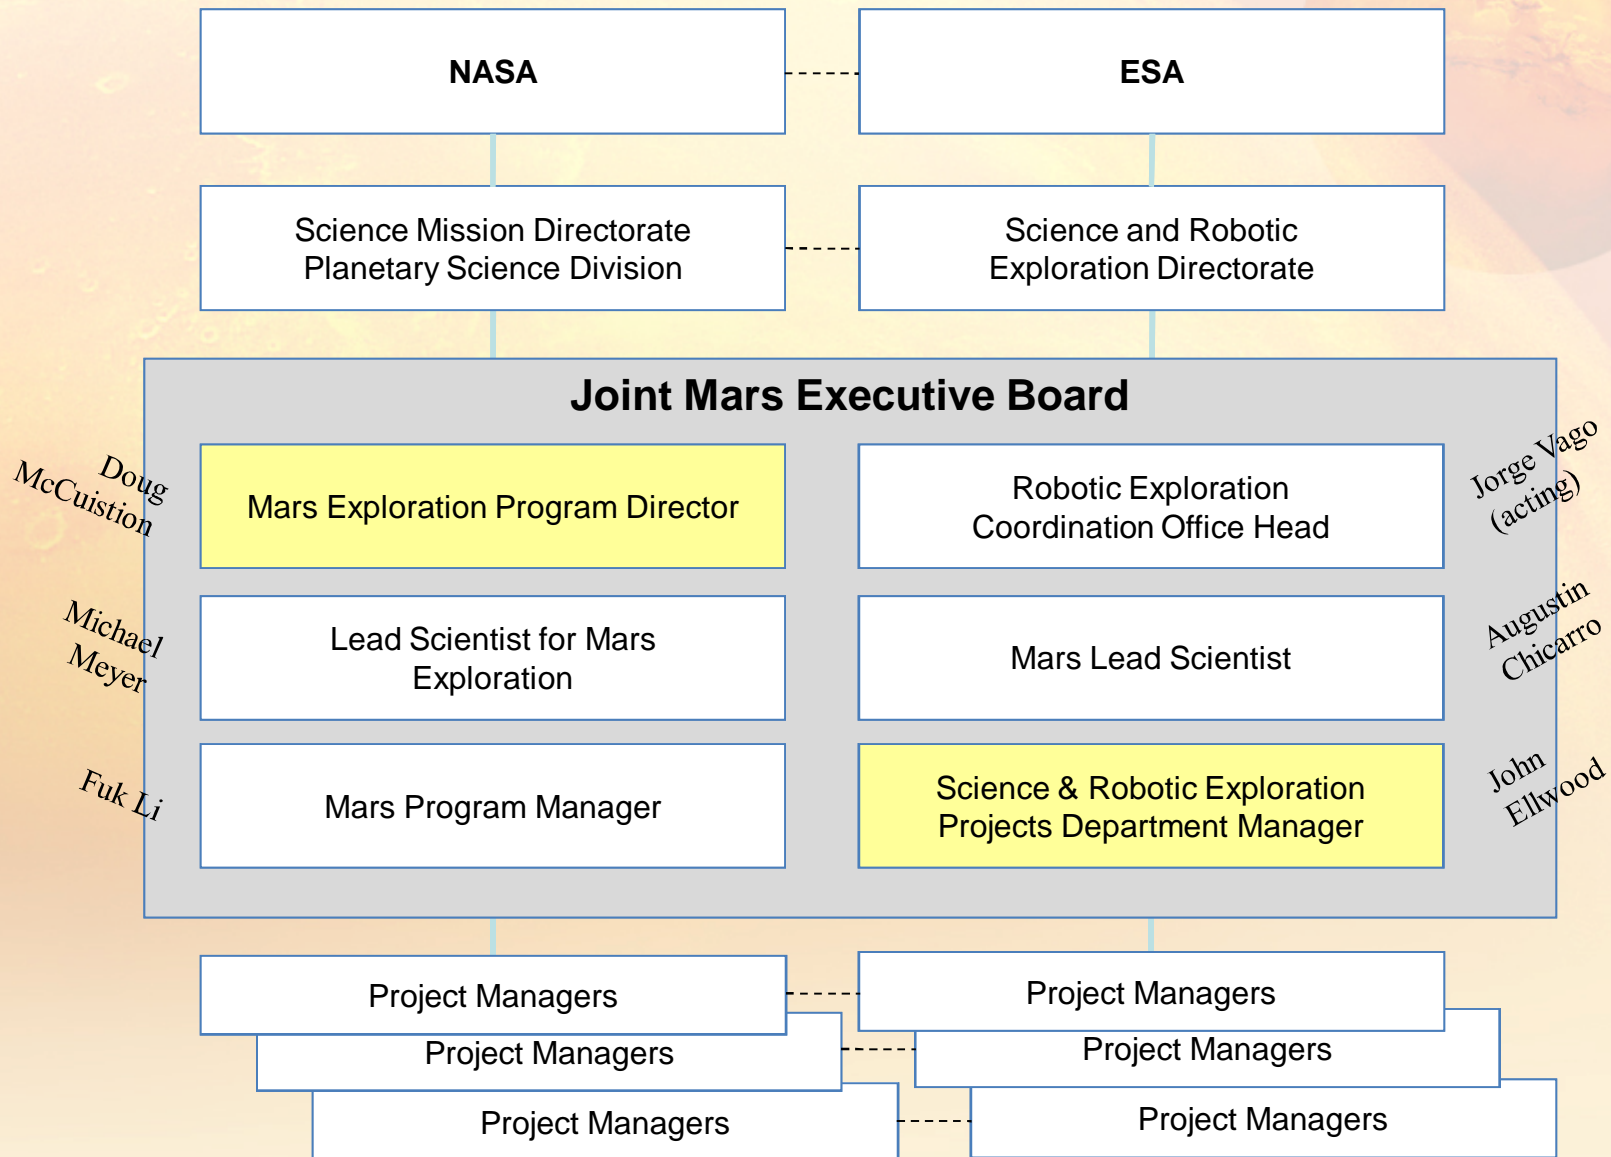 NASA
ESA
Science Mission Directorate
Planetary Science Division
Science and Robotic
Exploration Directorate
Joint Mars Executive Board
Doug
McCuistion
Mars Exploration Program Director
Robotic Exploration
Coordination Office Head
Jorge Vago
(acting)
Michael
Meyer
Lead Scientist for Mars
Exploration
Mars Lead Scientist
Augustin
Chicarro
Fuk Li
Mars Program Manager
Science & Robotic Exploration
Projects Department Manager
John
Ellwood
Project Managers
Project Managers
Project Managers
Project Managers
Project Managers
Project Managers